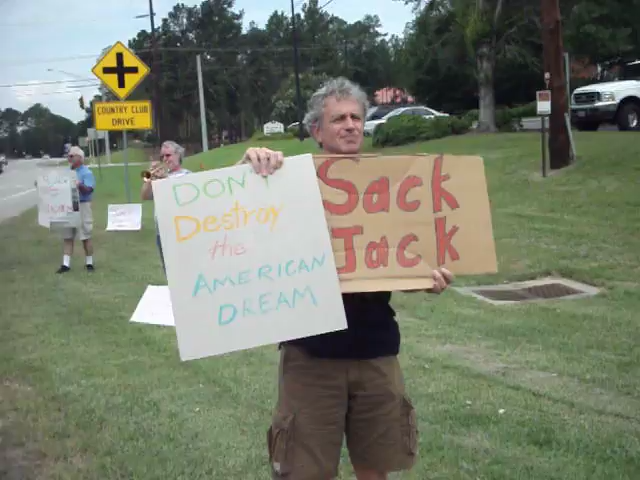 COUNTRY CLUB
DRIVE
DON'T
Destroy
the
AMERICAN
DREAM
Sack
Jack